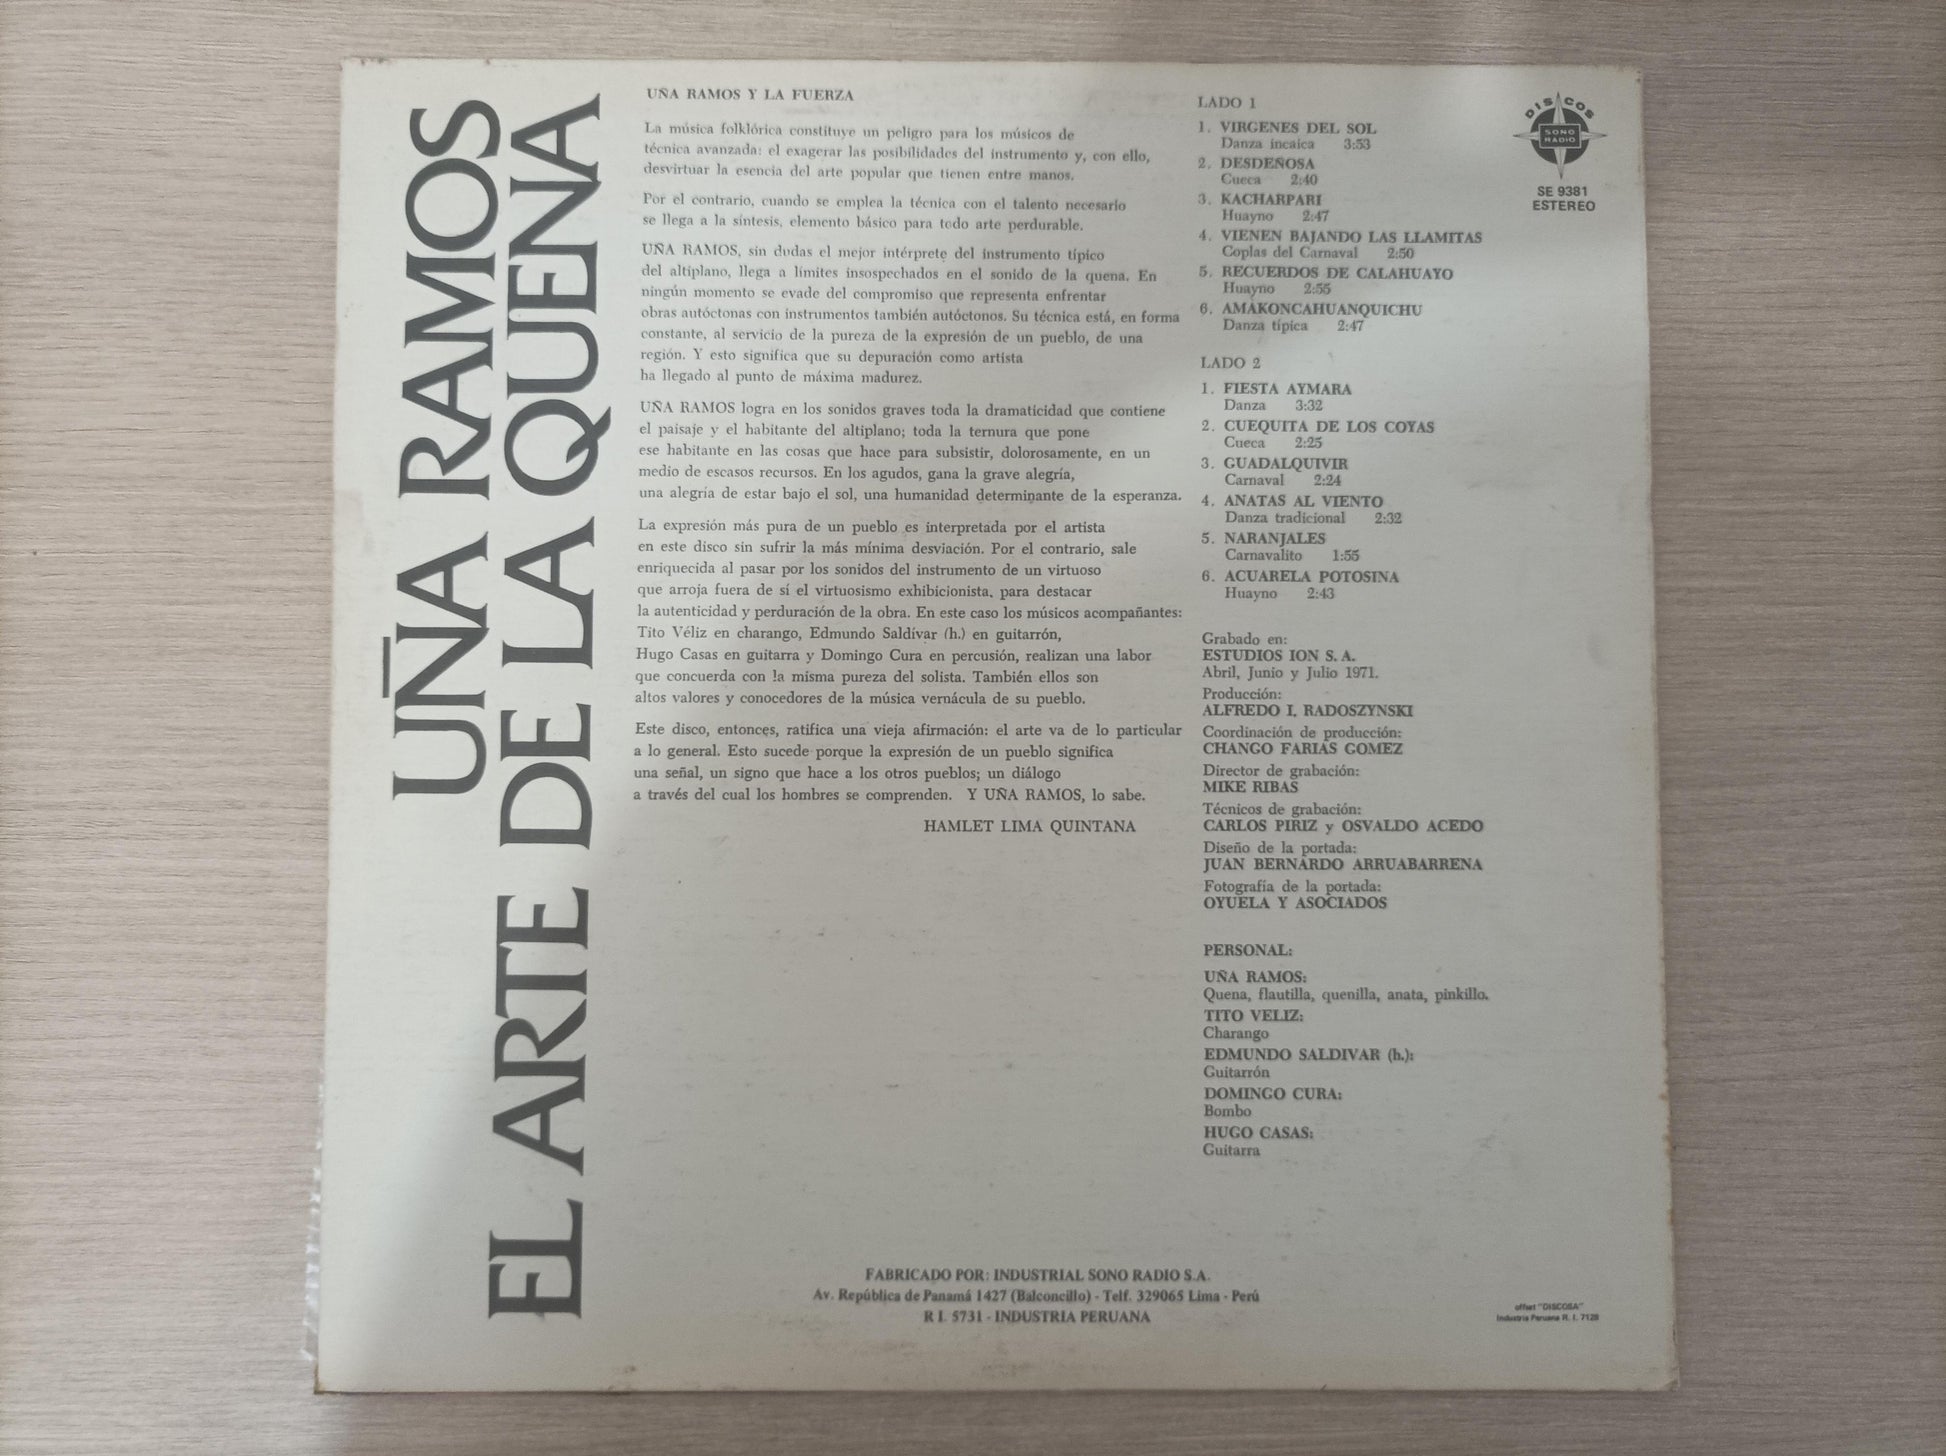 UÑA RAMOS
EL ARTE DE LA QUENA
UÑA RAMOS Y LA FUERZA
La música folklórica constituye un peligro para los músicos de
técnica avanzada: el exagerar las posibilidades del instrumento y, con ello,
desvirtuar la esencia del arte popular que tienen entre manos.
Por el contrario, cuando se emplea la técnica con el talento necesario
se llega a la síntesis, elemento básico para todo arte perdurable.
UÑA RAMOS, sin dudas el mejor intérprete del instrumento típico
del altiplano, llega a límites insospechados en el sonido de la quena. En
ningún momento se evade del compromiso que representa enfrentar
obras autóctonas con instrumentos también autóctonos. Su técnica está, en forma
constante, al servicio de la pureza de la expresión de un pueblo, de una
región. Y esto significa que su depuración como artista
ha llegado al punto de máxima madurez.
UÑA RAMOS logra en los sonidos graves toda la dramaticidad que contiene
el paisaje y el habitante del altiplano; toda la ternura que pone
ese habitante en las cosas que hace para subsistir, dolorosamente, en un
medio de escasos recursos. En los agudos, gana la grave alegría,
una alegría de estar bajo el sol, una humanidad determinante de la esperanza.
La expresión más pura de un pueblo es interpretada por el artista
en este disco sin sufrir la más mínima desviación. Por el contrario, sale
enriquecida al pasar por los sonidos del instrumento de un virtuoso
que arroja fuera de sí el virtuosismo exhibicionista, para destacar
la autenticidad y perduración de la obra. En este caso los músicos acompañantes:
Tito Véliz en charango, Edmundo Saldívar (h.) en guitarrón,
Hugo Casas en guitarra y Domingo Cura en percusión, realizan una labor
que concuerda con la misma pureza del solista. También ellos son
altos valores y conocedores de la música vernácula de su pueblo.
Este disco, entonces, ratifica una vieja afirmación: el arte va de lo particular
a lo general. Esto sucede porque la expresión de un pueblo significa
una señal, un signo que hace a los otros pueblos; un diálogo
a través del cual los hombres se comprenden. Y UÑA RAMOS, lo sabe.
HAMLET LIMA QUINTANA
LADO 1
1. VIRGENES DEL SOL
Danza incaica 3:53
2. DESDEÑOSA
Cueca 2:40
3. KACHARPARI
Huayno 2:47
4. VIENEN BAJANDO LAS LLAMITAS
Coplas del Carnaval 2:50
5. RECUERDOS DE CALAHUAYO
Huayno 2:55
6. AMAKONCAHUANQUICHU
Danza típica 2:47
LADO 2
1. FIESTA AYMARA
Danza 3:32
2. CUEQUITA DE LOS COYAS
Cueca 2:25
3. GUADALQUIVIR
Carnaval 2:24
4. ANATAS AL VIENTO
Danza tradicional 2:32
5. NARANJALES
Carnavalito 1:55
6. ACUARELA POTOSINA
Huayno 2:43
Grabado en:
ESTUDIOS ION S. A.
Abril, Junio y Julio 1971.
Producción:
ALFREDO I. RADOSZYNSKI
Coordinación de producción:
CHANGO FARIAS GOMEZ
Director de grabación:
MIKE RIBAS
Técnicos de grabación:
CARLOS PIRIZ y OSVALDO ACEDO
Diseño de la portada:
JUAN BERNARDO ARRUABARRENA
Fotografía de la portada:
OYUELA Y ASOCIADOS
PERSONAL:
UÑA RAMOS:
Quena, flautilla, quenilla, anata, pinkillo.
TITO VELIZ:
Charango
EDMUNDO SALDIVAR (h.):
Guitarrón
DOMINGO CURA:
Bombo
HUGO CASAS:
Guitarra
DISCOS
SONO
RADIO
SE 9381
ESTEREO
FABRICADO POR: INDUSTRIAL SONO RADIO S.A.
Av. República de Panamá 1427 (Balconcillo) - Telf. 329065 Lima - Perú
R I. 5731 - INDUSTRIA PERUANA
offset "DISCOSA"
Industria Peruana R. I. 7128